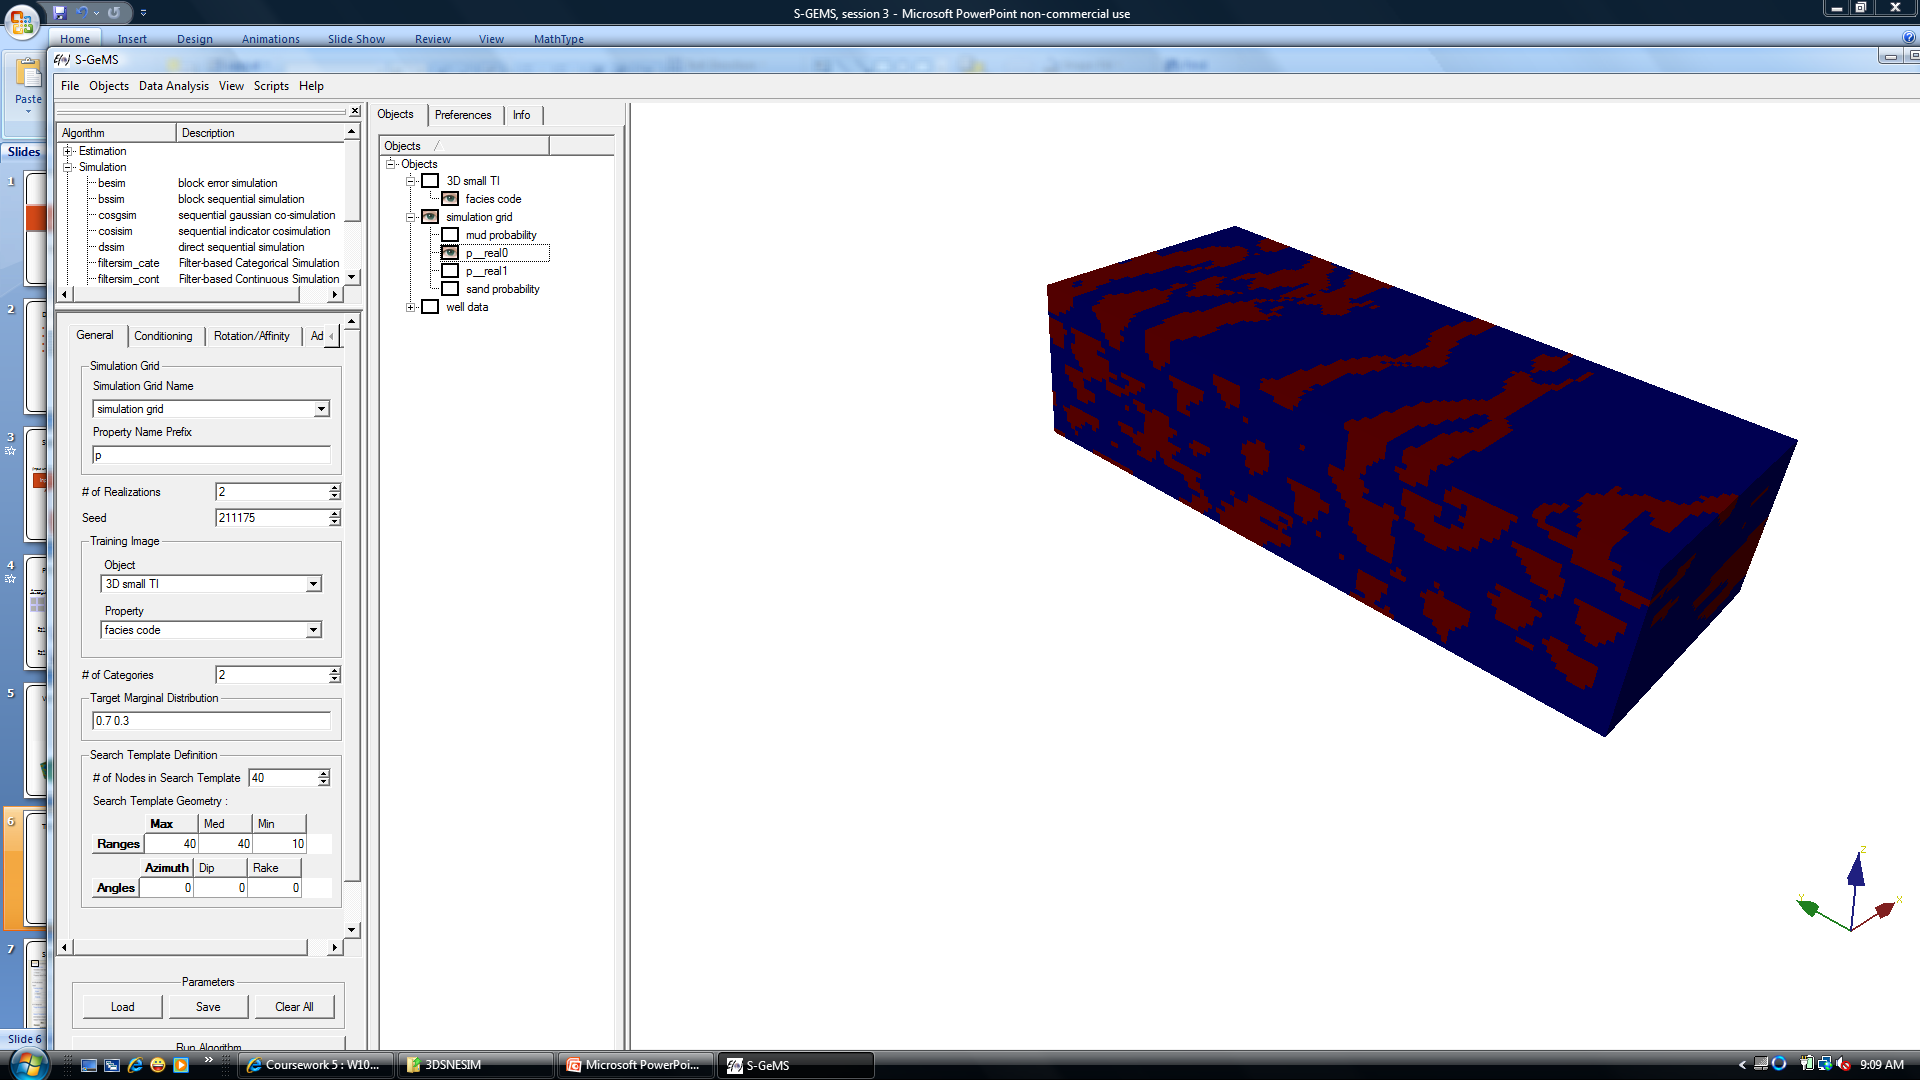 S-GEMS, session 3 - Microsoft PowerPoint non-commercial use
Home Insert Design Animations Slide Show Review View MathType
S-GeMS
Paste
File Objects Data Analysis View Scripts Help
Slides
1
2
3
4
5
6
7
Slide 6
Algorithm Description
Estimation
Simulation
besim block error simulation
bssim block sequential simulation
cosgsim sequential gaussian co-simulation
cosisim sequential indicator cosimulation
dssim direct sequential simulation
filtersim_cate Filter-based Categorical Simulation
filtersim_cont Filter-based Continuous Simulation
General Conditioning Rotation/Affinity Ad
Simulation Grid
Simulation Grid Name
simulation grid
Property Name Prefix
p
# of Realizations 2
Seed 211175
Training Image
Object
3D small TI
Property
facies code
# of Categories 2
Target Marginal Distribution
0.7 0.3
Search Template Definition
# of Nodes in Search Template 40
Search Template Geometry :
Max Med Min
Ranges 40 40 10
Azimuth Dip Rake
Angles 0 0 0
Parameters
Load Save Clear All
Run Algorithm
Objects Preferences Info
Objects
Objects
3D small TI
facies code
simulation grid
mud probability
p__real0
p__real1
sand probability
well data
Z
Y
X
Coursework 5 : W10... 3DSNESIM Microsoft PowerPoi... S-GeMS 9:09 AM